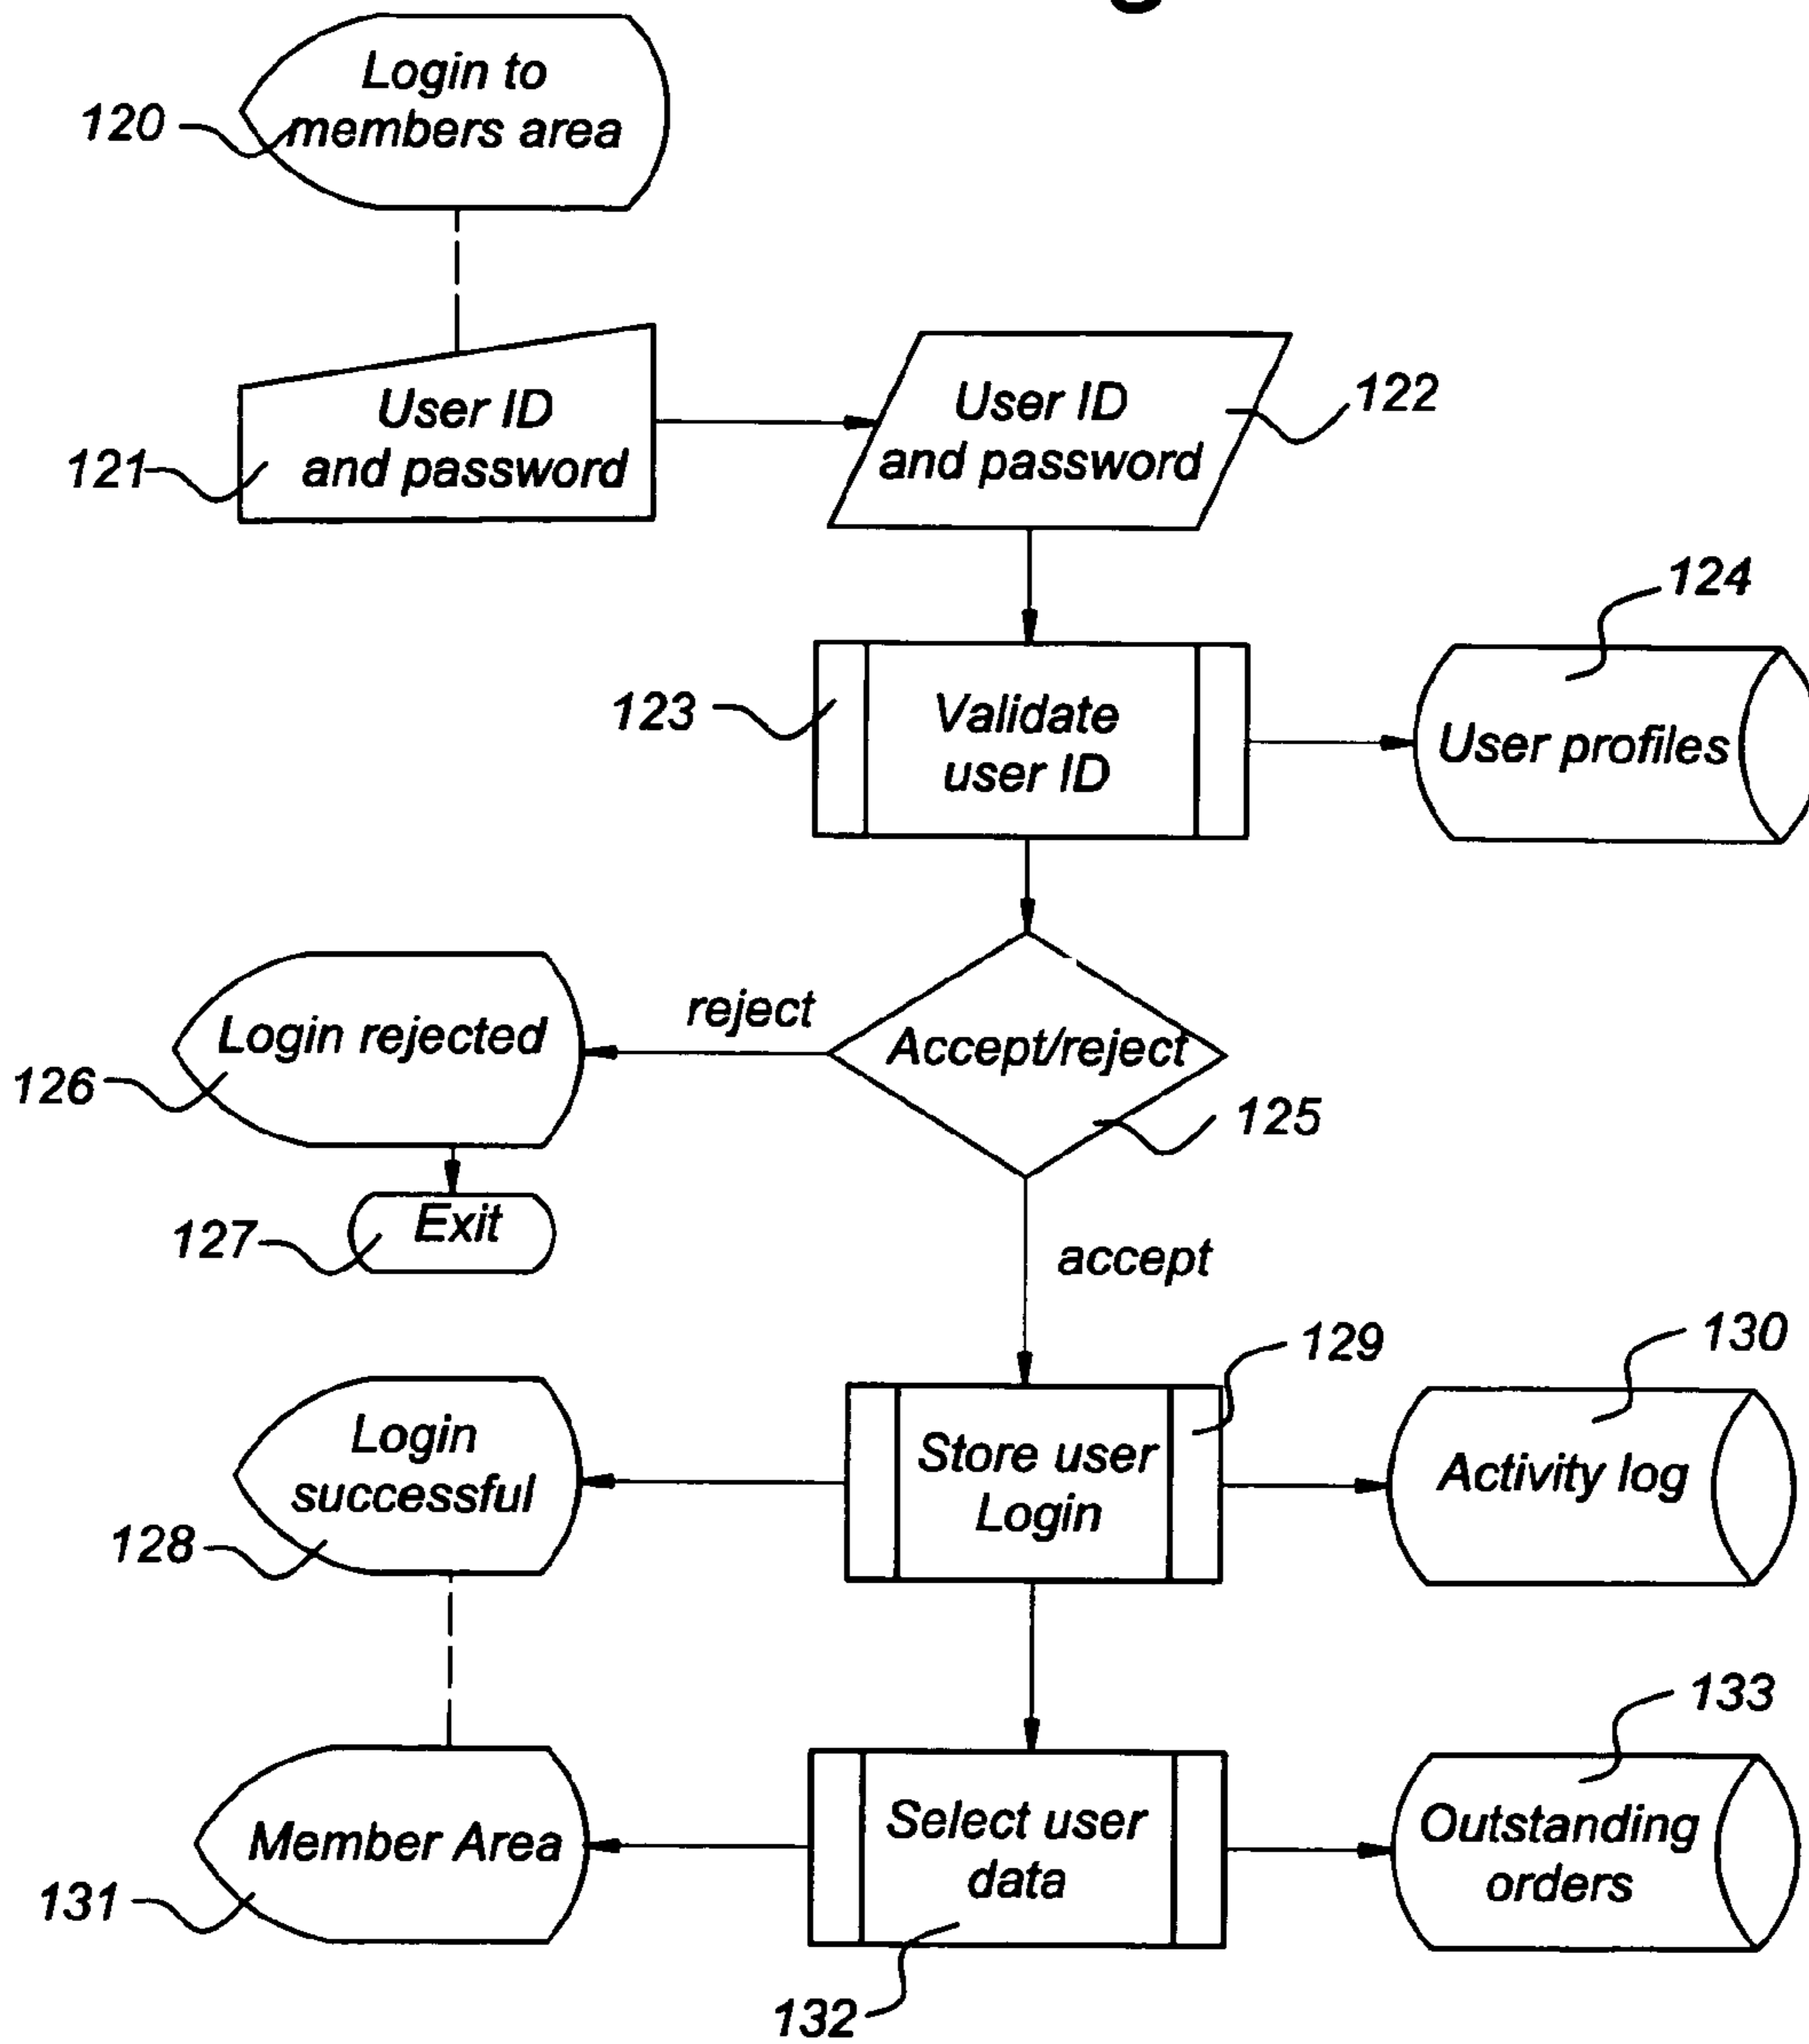 Login to
members area
120
User ID
and password
121
User ID
and password
122
124
123
Validate
user ID
User profiles
reject
Login rejected
Accept/reject
126
125
Exit
127
accept
129
130
Login
successful
128
Store user
Login
Activity log
133
Member Area
131
Select user
data
Outstanding
orders
132